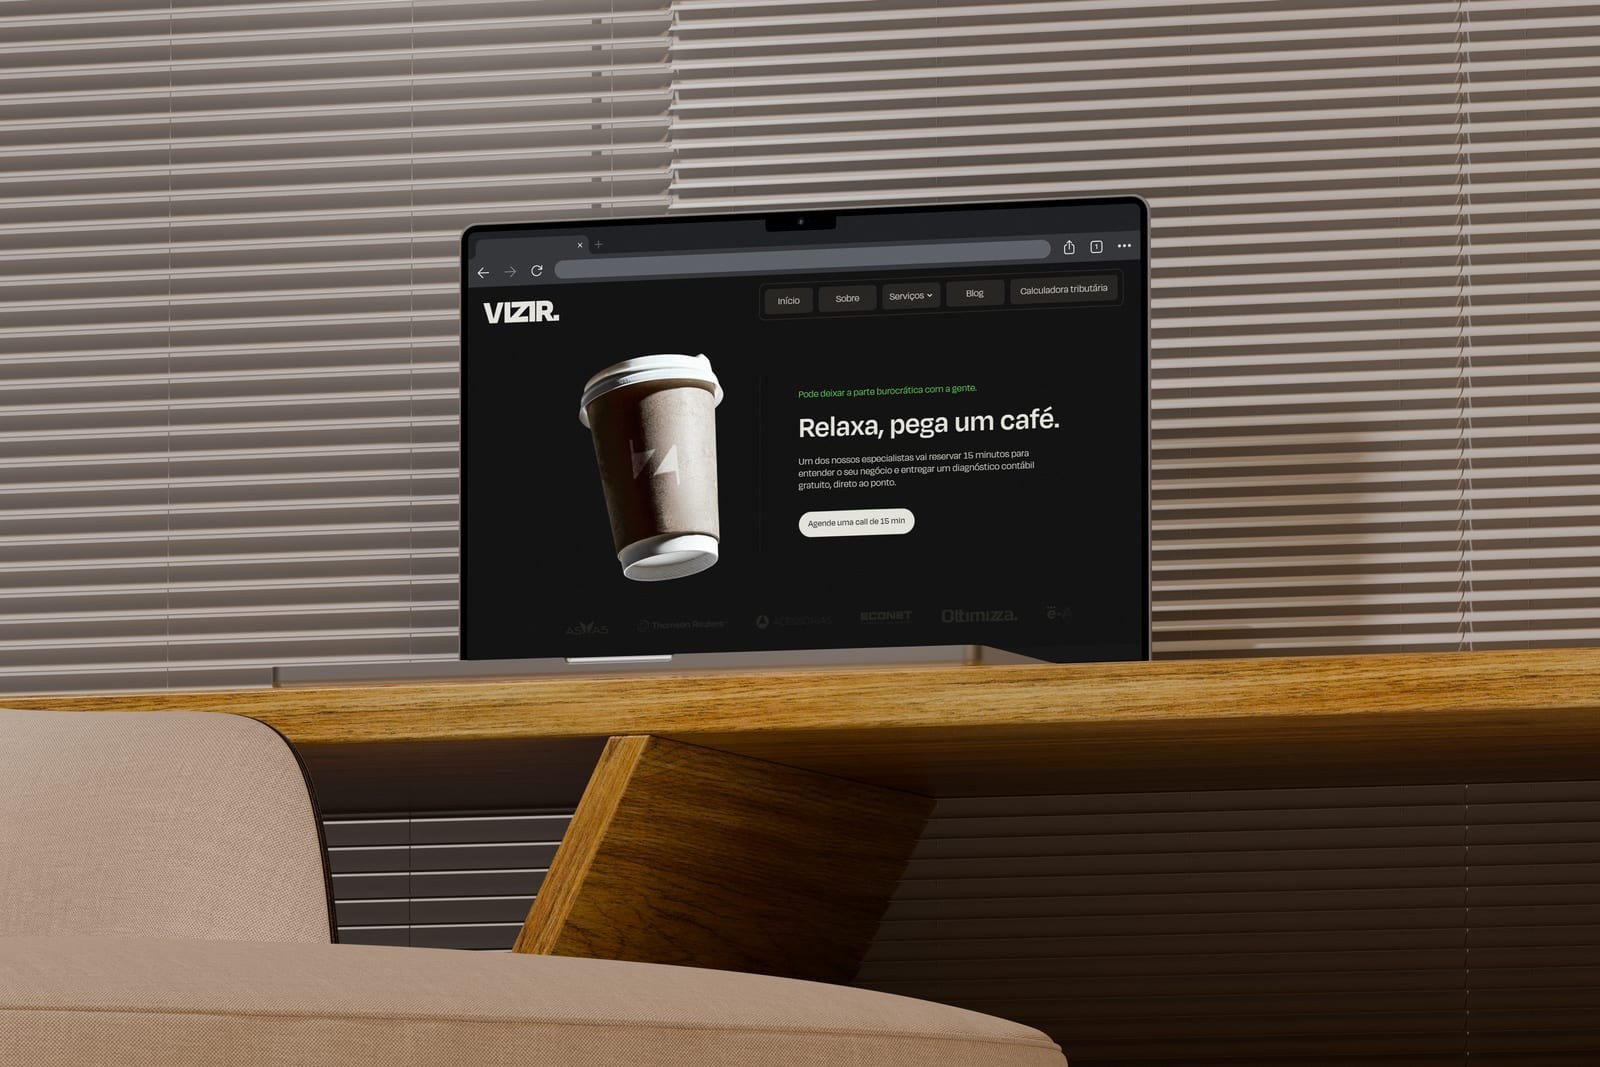 VIZIR.
Início
Sobre
Serviços
Blog
Calculadora tributária
Pode deixar a parte burocrática com a gente.
Relaxa, pega um café.
Um dos nossos especialistas vai reservar 15 minutos para
entender o seu negócio e entregar um diagnóstico contábil
gratuito, direto ao ponto.
Agende uma call de 15 min
Thomson Reuters
ACESSÓRIAS
ECONET
Ottimizza.